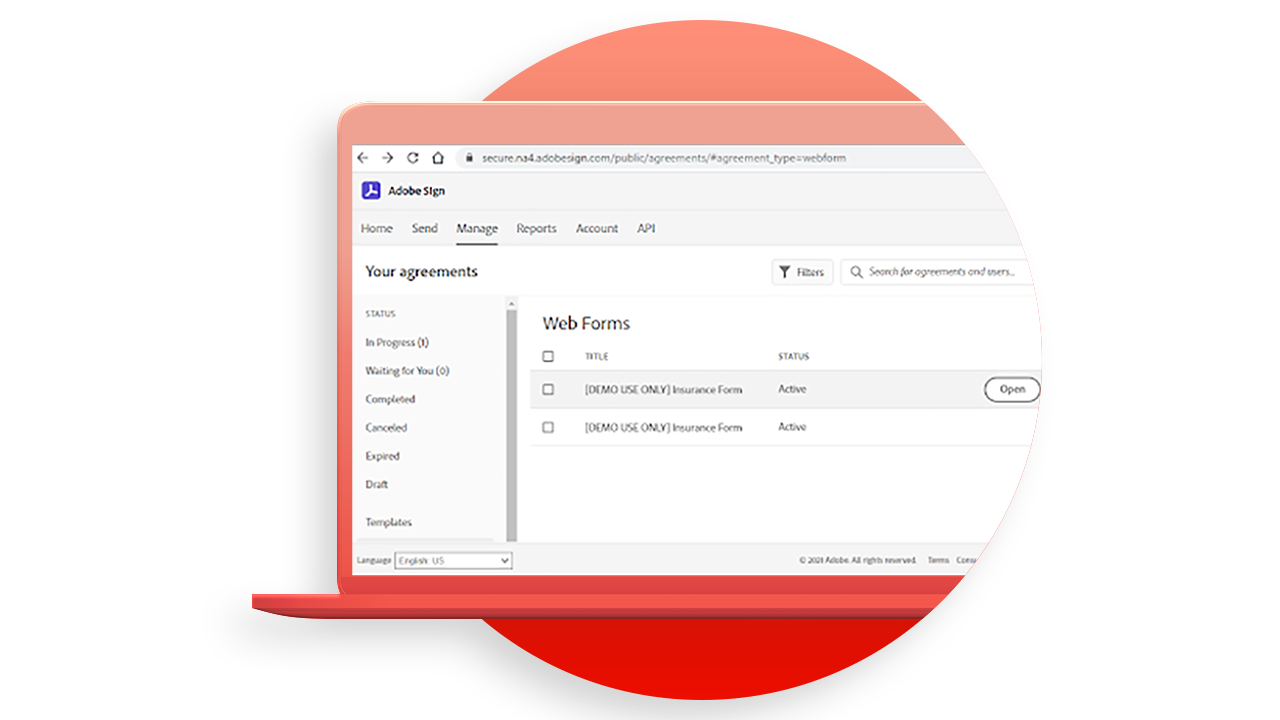 secure.na4.adobesign.com/public/agreements/#agreement_type=webform
Adobe Sign
Home Send Manage Reports Account API
Your agreements
Filters
Search for agreements and users...
STATUS
In Progress (1)
Waiting for You (0)
Completed
Canceled
Expired
Draft
Templates
Web Forms
TITLE STATUS
[DEMO USE ONLY] Insurance Form Active Open
[DEMO USE ONLY] Insurance Form Active
Language English: US
© 2021 Adobe. All rights reserved. Terms